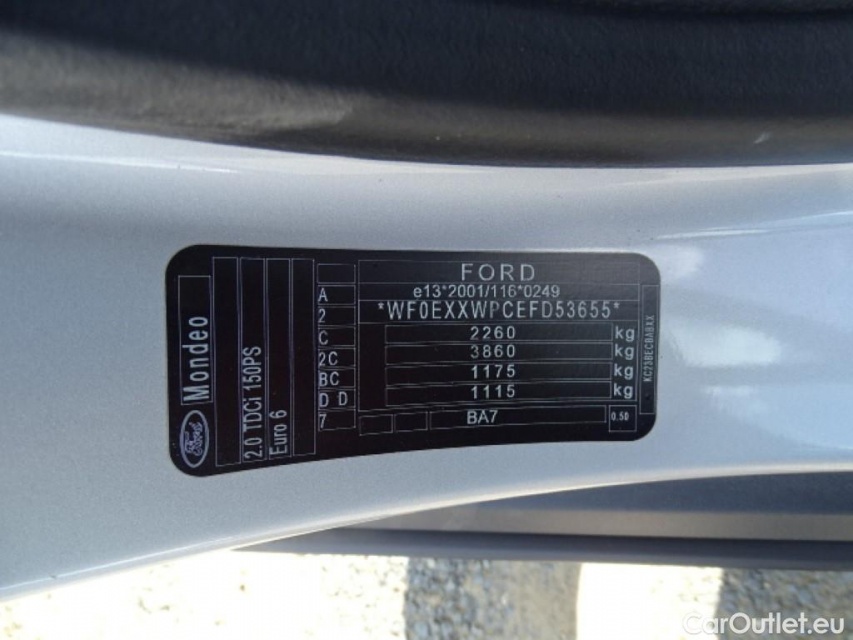 FORD
e13*2001/116*0249
*WF0EXXWPCEFD53655*
2260 kg
3860 kg
1175 kg
1115 kg
BA7 0.50
A
2
C
2C
BC
D D
7
Ford
Mondeo
2.0 TDCi 150PS
Euro 6
CarOutlet.eu